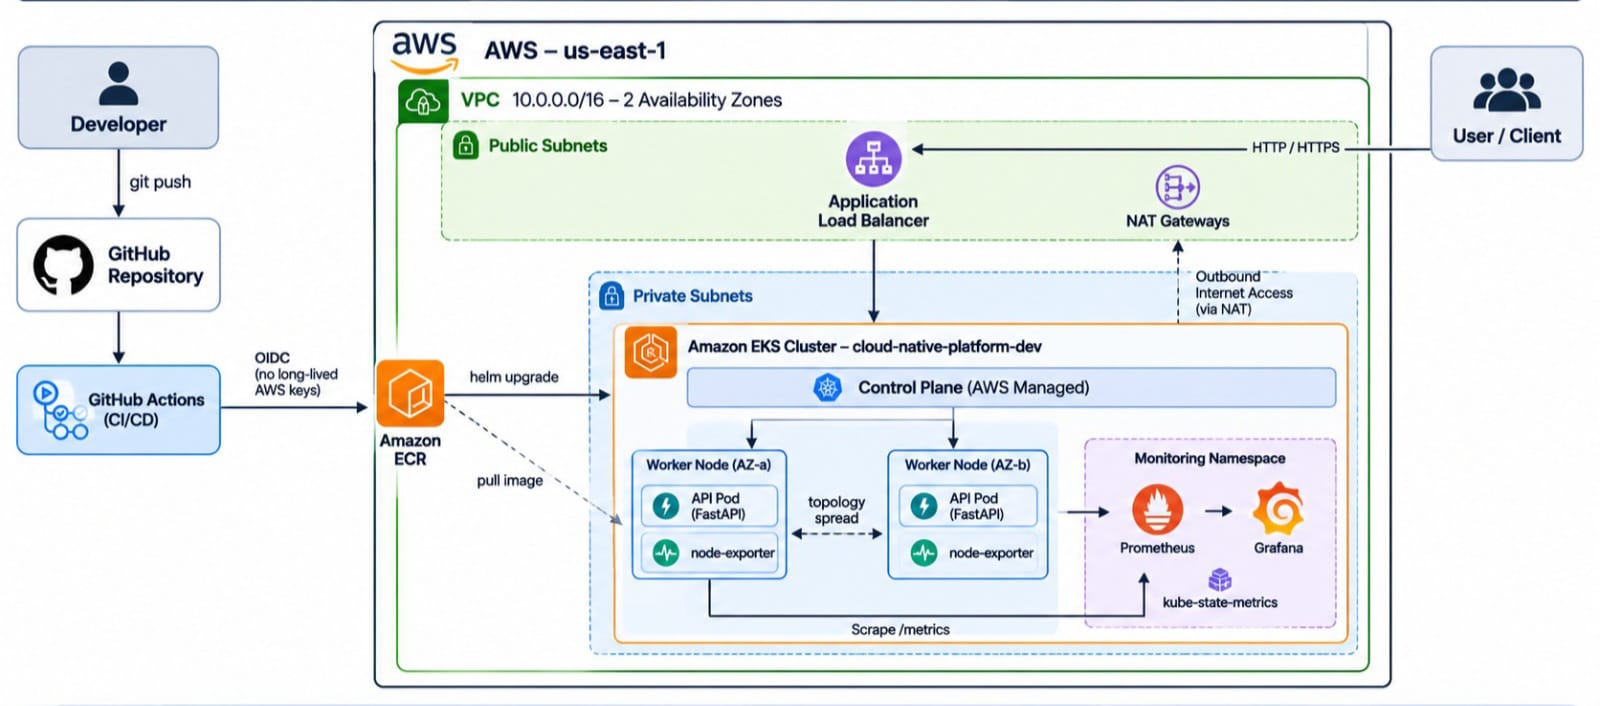 aws
AWS – us-east-1
Developer
git push
GitHub
Repository
GitHub Actions
(CI/CD)
OIDC
(no long-lived
AWS keys)
VPC 10.0.0.0/16 – 2 Availability Zones
Public Subnets
Application
Load Balancer
HTTP / HTTPS
User / Client
NAT Gateways
Outbound
Internet Access
(via NAT)
Private Subnets
Amazon EKS Cluster – cloud-native-platform-dev
Control Plane (AWS Managed)
Amazon
ECR
helm upgrade
pull image
Worker Node (AZ-a)
API Pod
(FastAPI)
node-exporter
topology
spread
Worker Node (AZ-b)
API Pod
(FastAPI)
node-exporter
Monitoring Namespace
Prometheus
Grafana
kube-state-metrics
Scrape /metrics